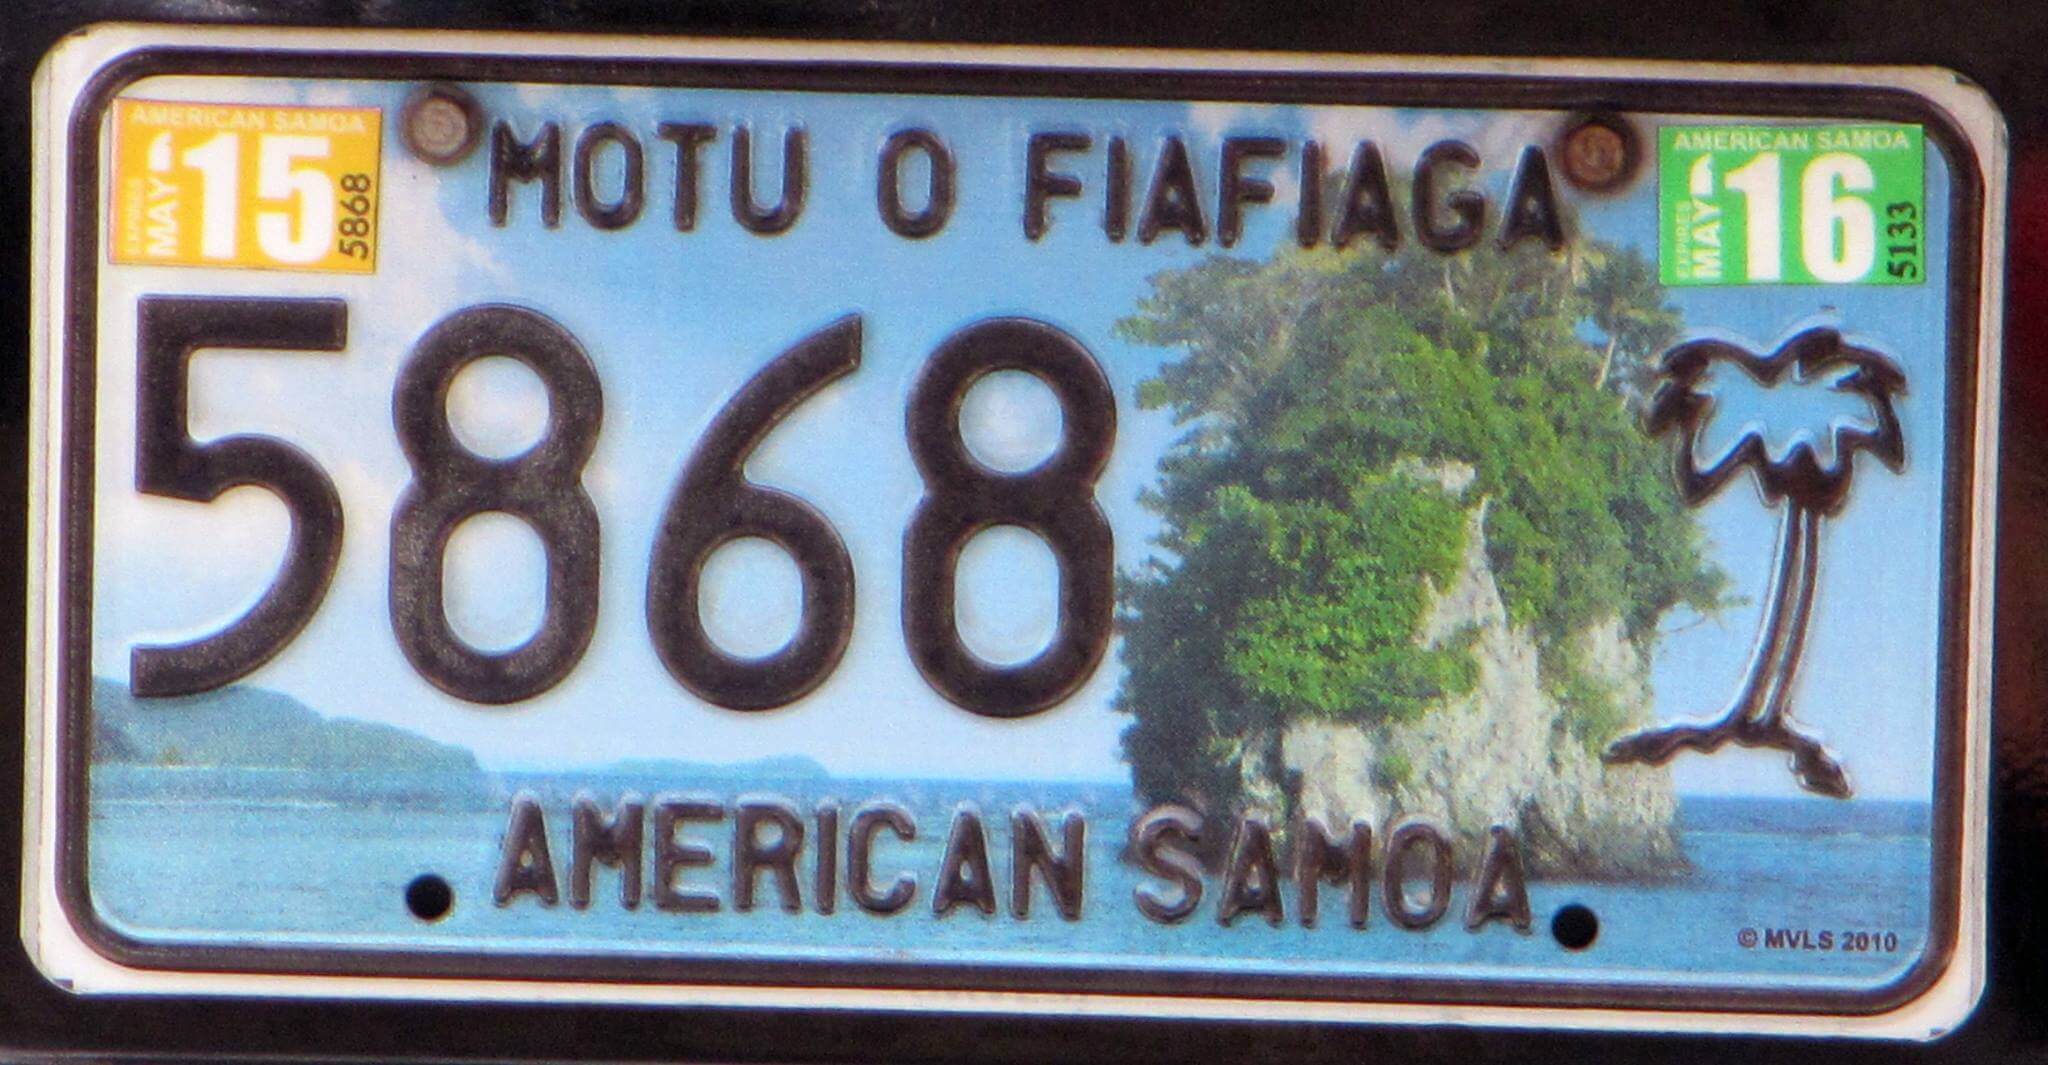 AMERICAN SAMOA
EXPIRES MAY '15 5868
MOTU O FIAFIAGA
AMERICAN SAMOA
EXPIRES MAY '16 5133
5868
AMERICAN SAMOA
© MVLS 2010